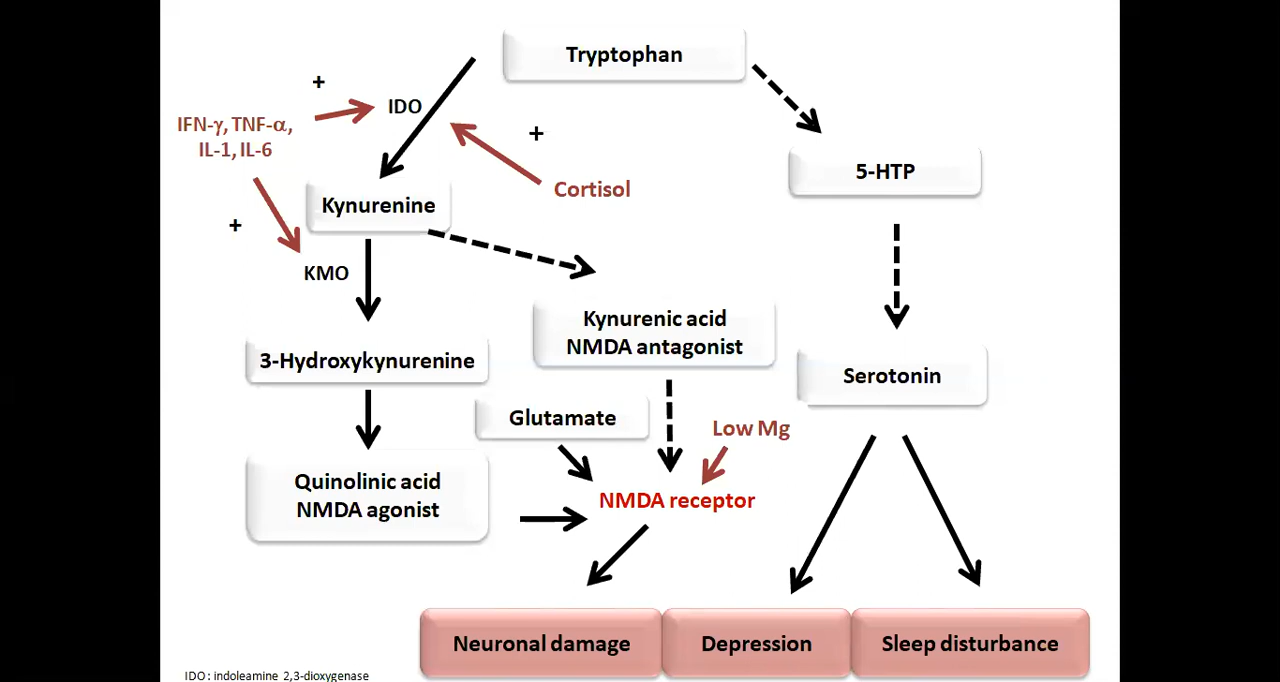 Tryptophan
+
IDO
IFN-γ, TNF-α,
IL-1, IL-6
+
Cortisol
5-HTP
Kynurenine
+
KMO
Kynurenic acid
NMDA antagonist
3-Hydroxykynurenine
Serotonin
Glutamate
Low Mg
Quinolinic acid
NMDA agonist
NMDA receptor
Neuronal damage
Depression
Sleep disturbance
IDO: indoleamine 2,3-dioxygenase